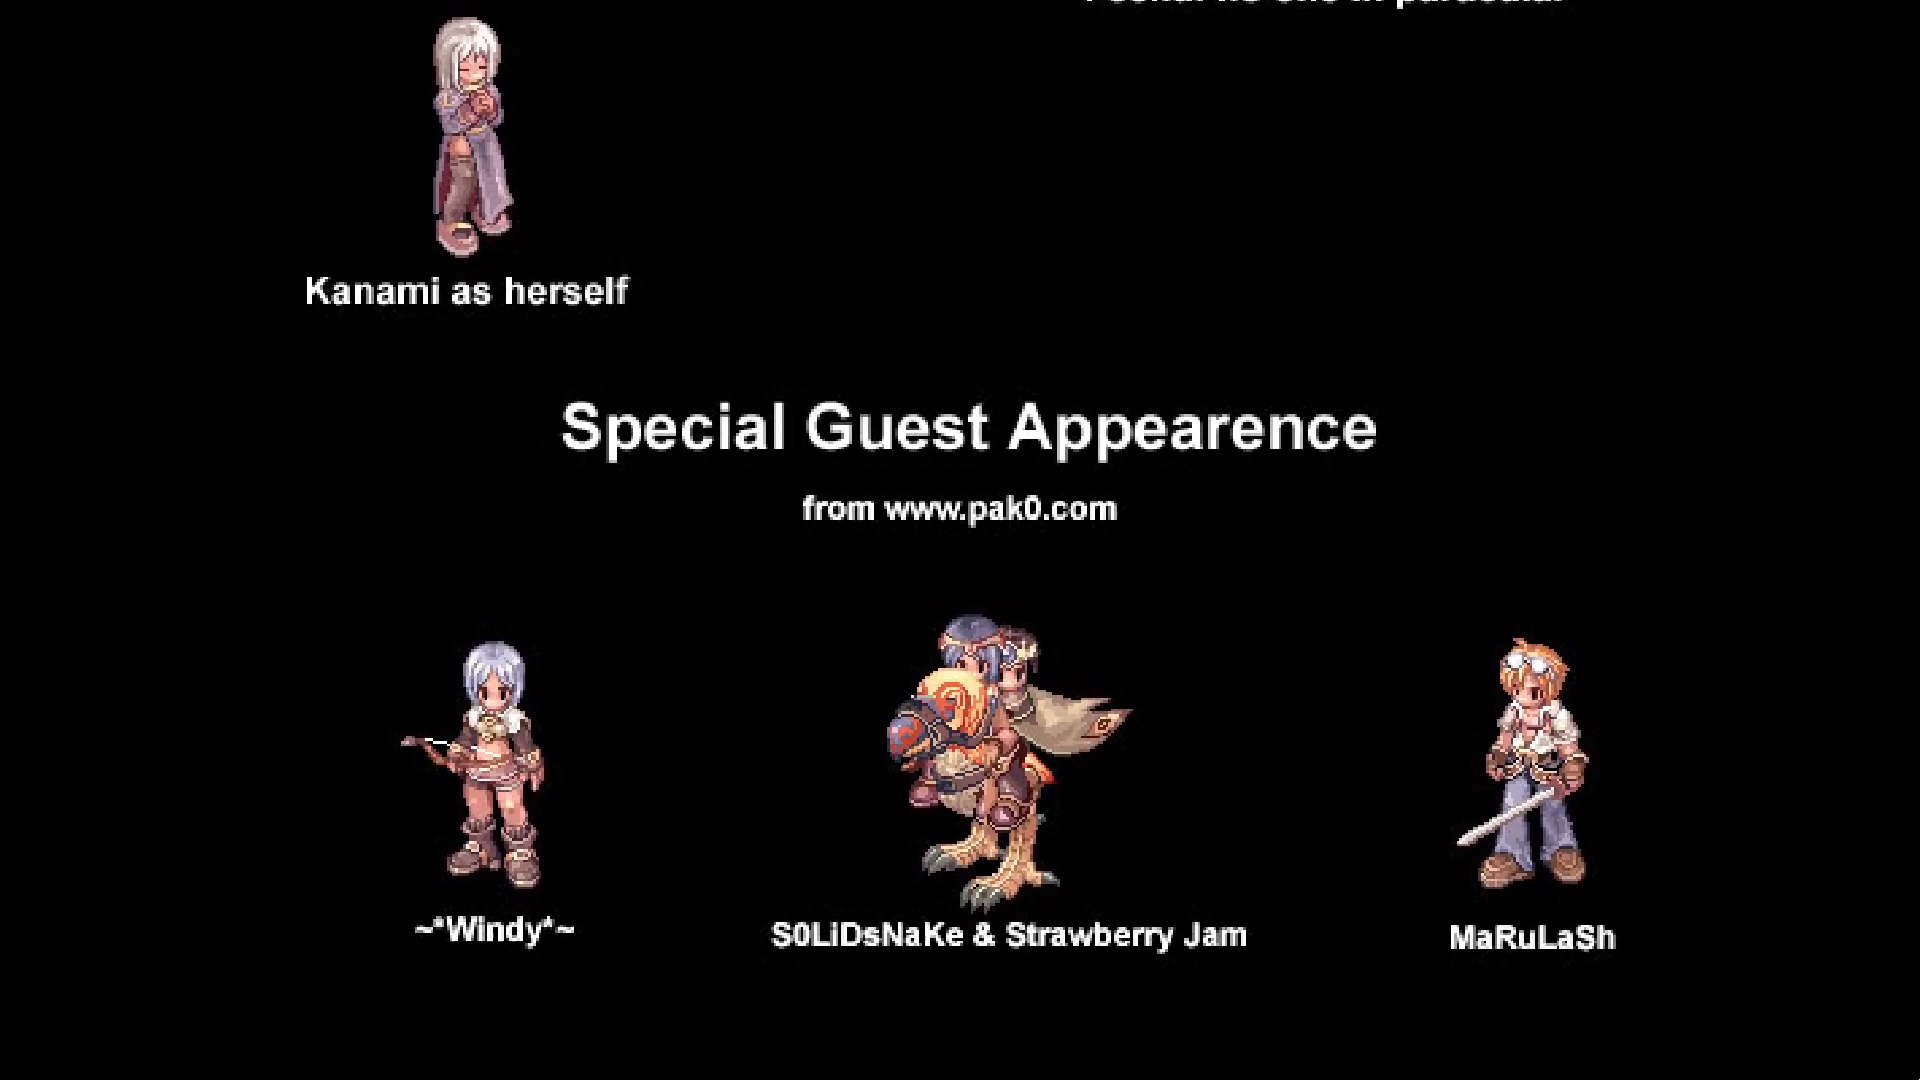 Kanami as herself
Special Guest Appearence
from www.pak0.com
~*Windy*~
S0LiDsNaKe & Strawberry Jam
MaRuLaSh